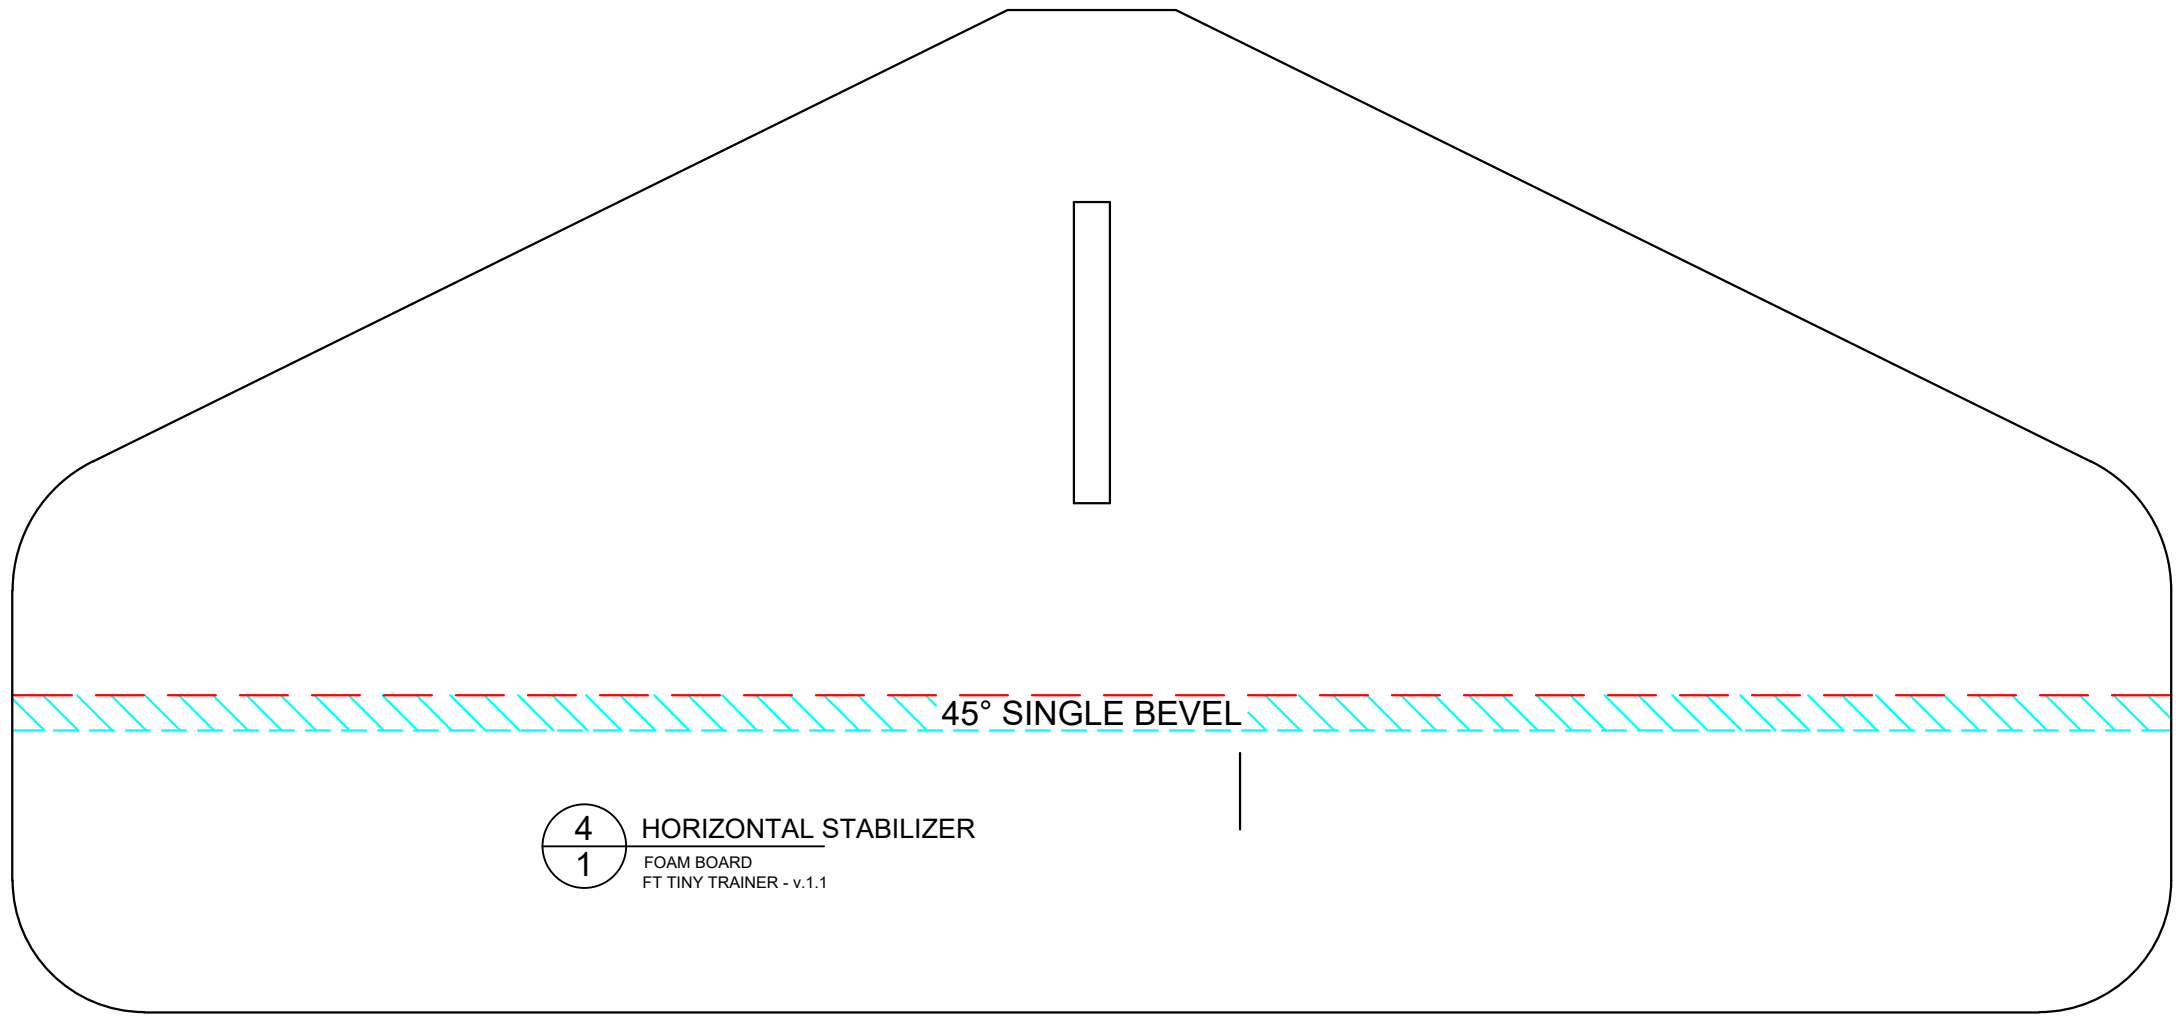 45° SINGLE BEVEL
4
1
HORIZONTAL STABILIZER
FOAM BOARD
FT TINY TRAINER - v.1.1